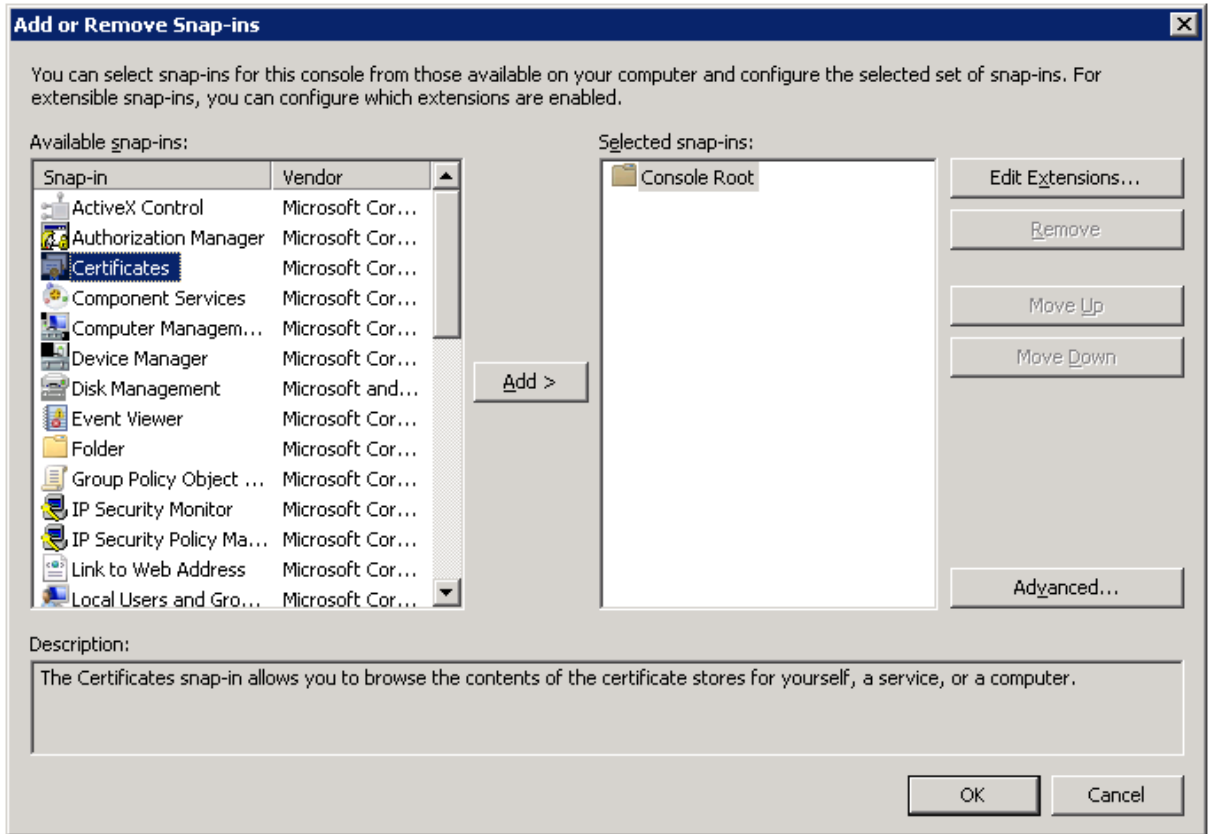 Add or Remove Snap-ins
You can select snap-ins for this console from those available on your computer and configure the selected set of snap-ins. For
extensible snap-ins, you can configure which extensions are enabled.
Available snap-ins:
Snap-in Vendor
ActiveX Control Microsoft Cor...
Authorization Manager Microsoft Cor...
Certificates Microsoft Cor...
Component Services Microsoft Cor...
Computer Managem... Microsoft Cor...
Device Manager Microsoft Cor...
Disk Management Microsoft and...
Event Viewer Microsoft Cor...
Folder Microsoft Cor...
Group Policy Object ... Microsoft Cor...
IP Security Monitor Microsoft Cor...
IP Security Policy Ma... Microsoft Cor...
Link to Web Address Microsoft Cor...
Local Users and Gro... Microsoft Cor...
Add >
Selected snap-ins:
Console Root
Edit Extensions...
Remove
Move Up
Move Down
Advanced...
Description:
The Certificates snap-in allows you to browse the contents of the certificate stores for yourself, a service, or a computer.
OK Cancel